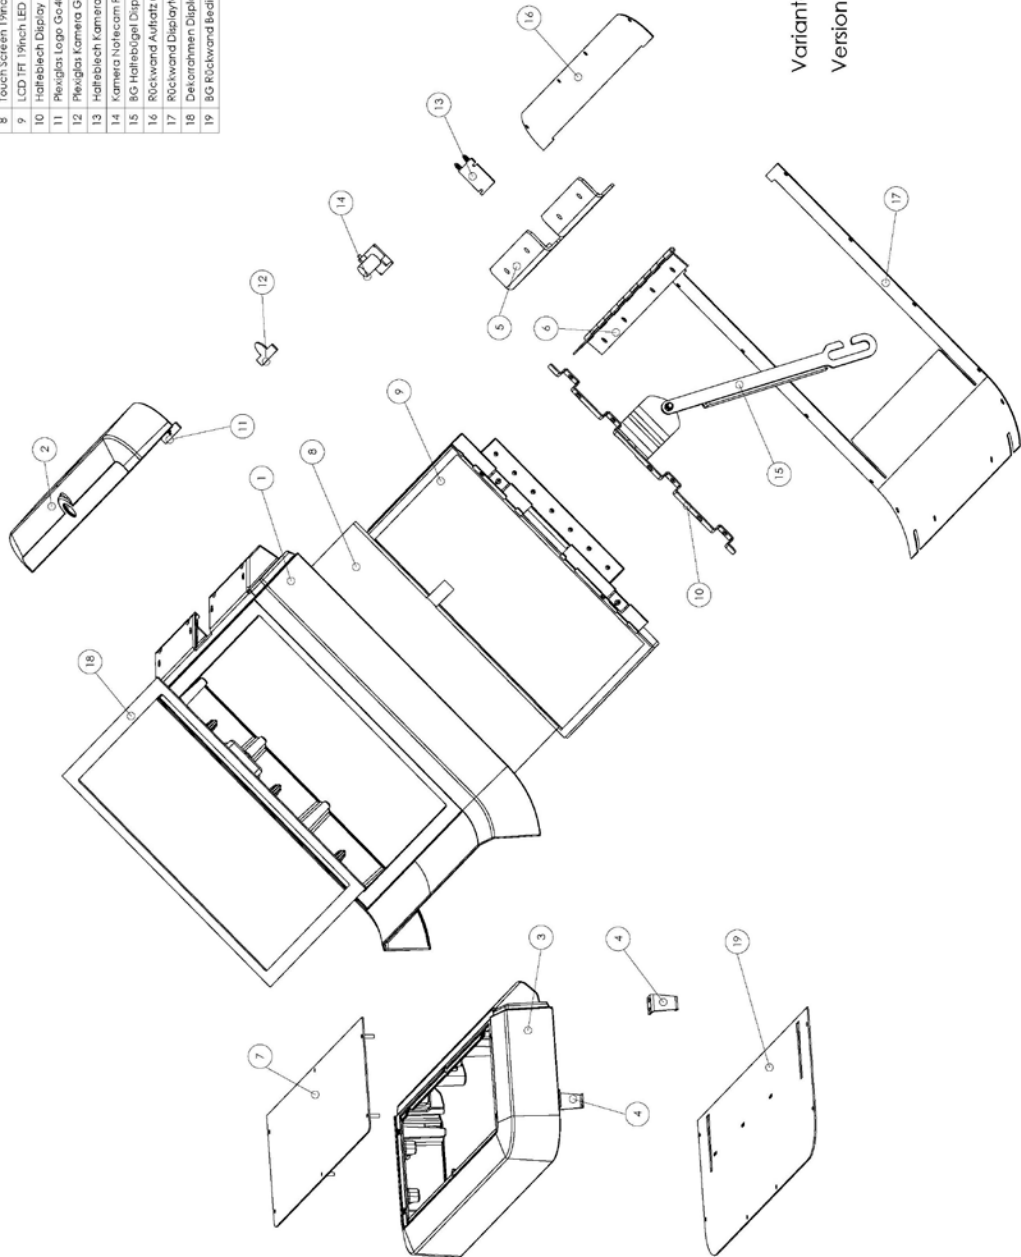 8 Touch Screen 19inc
9 LCD TFT 19inch LED
10 Halteblech Display
11 Plexiglas Logo Go4
12 Plexiglas Kamera G
13 Halteblech Kamera
14 Kamera Notecam
15 BG Haltebügel Disp
16 Rückwand Aufsatz
17 Rückwand Displayt
18 Dekorrahmen Displ
19 BG Rückwand Bedi
Variant
Version
16
13
14
12
5
6
17
2
11
9
8
1
15
10
18
3
4
19
7
4